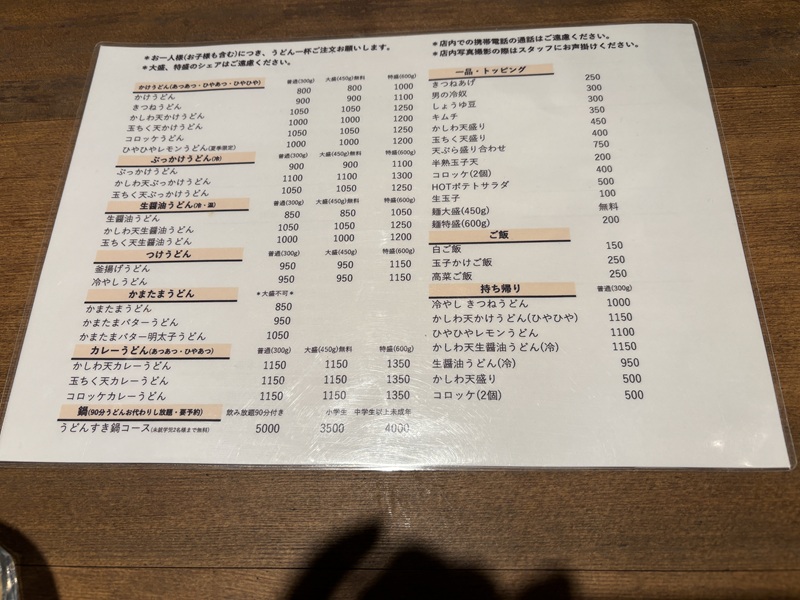 ＊お一人様(お子様も含む)につき、うどん一杯ご注文お願いします。
＊大盛、特盛のシェアはご遠慮ください。
かけうどん(あつあつ・ひやあつ・ひやひや) 普通(300g) 大盛(450g)無料 特盛(600g)
かけうどん 800 800 1000
きつねうどん 900 900 1100
かしわ天かけうどん 1050 1050 1250
玉ちく天かけうどん 1000 1000 1200
コロッケうどん 1050 1050 1250
ひやひやレモンうどん(夏季限定) 1000 1000 1200
ぶっかけうどん(冷) 普通(300g) 大盛(450g)無料 特盛(600g)
ぶっかけうどん 900 900 1100
かしわ天ぶっかけうどん 1100 1100 1300
玉ちく天ぶっかけうどん 1050 1050 1250
生醤油うどん(冷・温) 普通(300g) 大盛(450g)無料 特盛(600g)
生醤油うどん 850 850 1050
かしわ天生醤油うどん 1050 1050 1250
玉ちく天生醤油うどん 1000 1000 1200
つけうどん 普通(300g) 大盛(450g)無料 特盛(600g)
釜揚げうどん 950 950 1150
冷やしうどん 950 950 1150
かまたまうどん ＊大盛不可＊
かまたまうどん 850
かまたまバターうどん 950
かまたまバター明太子うどん 1050
カレーうどん(あつあつ・ひやあつ) 普通(300g) 大盛(450g)無料 特盛(600g)
かしわ天カレーうどん 1150 1150 1350
玉ちく天カレーうどん 1150 1150 1350
コロッケカレーうどん 1150 1150 1350
鍋(90分うどんお代わりし放題・要予約) 飲み放題90分付き 小学生 中学生以上未成年
うどんすき鍋コース(未就学児2名様まで無料) 5000 3500 4000
＊店内での携帯電話の通話はご遠慮ください。
＊店内写真撮影の際はスタッフにお声掛けください。
一品・トッピング
きつねあげ 250
男の冷奴 300
しょうゆ豆 300
キムチ 350
かしわ天盛り 450
玉ちく天盛り 400
天ぷら盛り合わせ 750
半熟玉子天 200
コロッケ(2個) 400
HOTポテトサラダ 500
生玉子 100
麺大盛(450g) 無料
麺特盛(600g) 200
ご飯
白ご飯 150
玉子かけご飯 250
高菜ご飯 250
持ち帰り 普通(300g)
冷やし きつねうどん 1000
かしわ天かけうどん(ひやひや) 1150
ひやひやレモンうどん 1100
かしわ天生醤油うどん(冷) 1150
生醤油うどん(冷) 950
かしわ天盛り 500
コロッケ(2個) 500